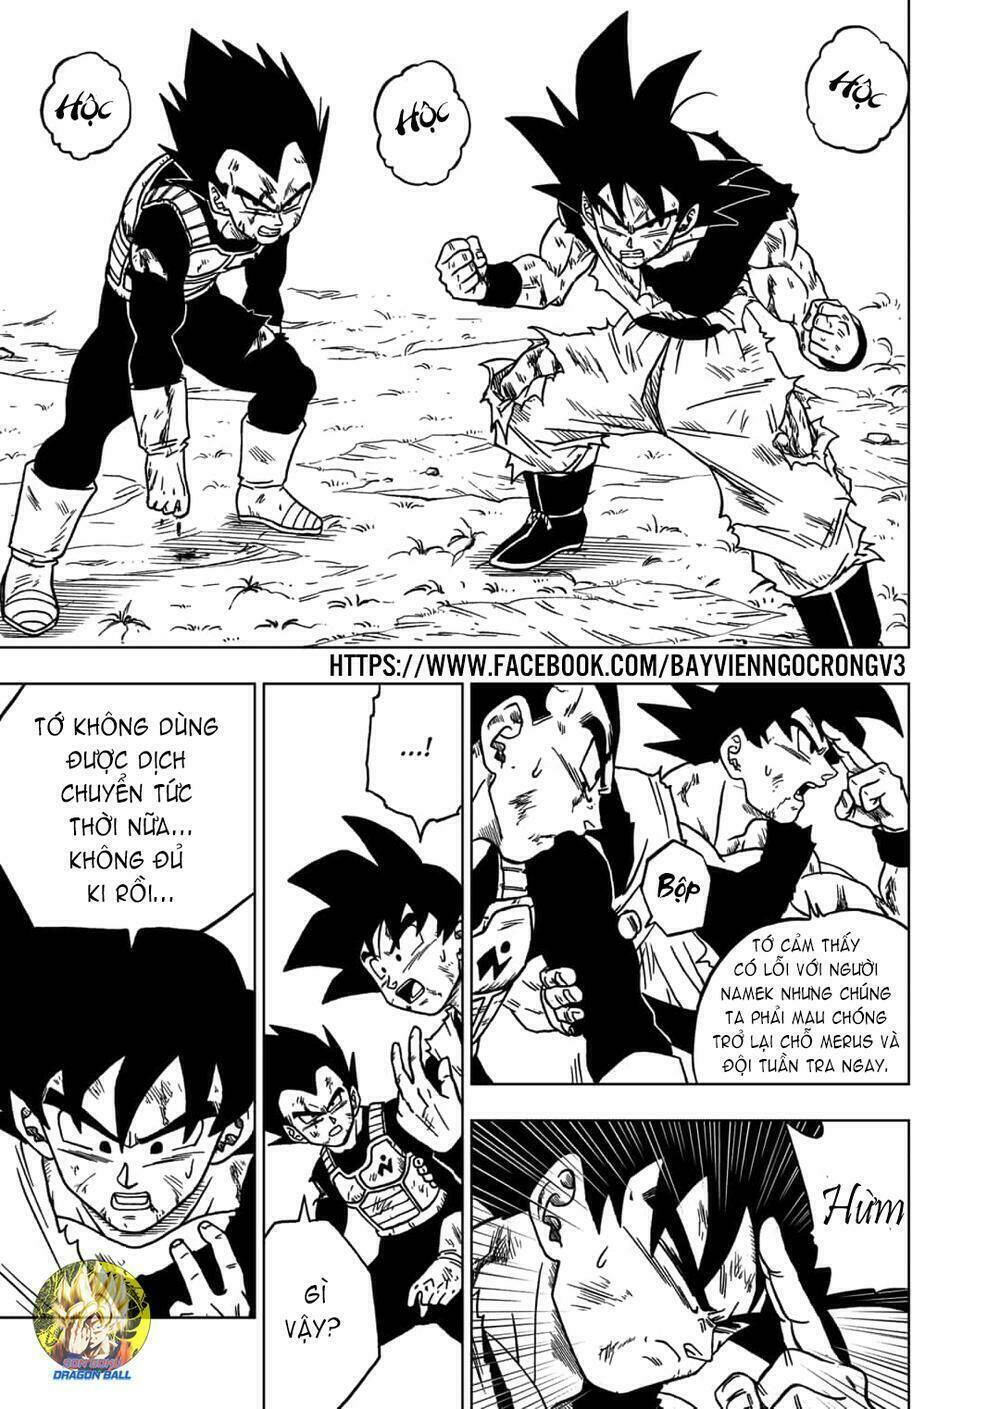 HỘC
HỘC
HỘC
HTTPS://WWW.FACEBOOK.COM/BAYVIENNGOCRONGV3
Bộp
TỚ CẢM THẤY
CÓ LỖI VỚI NGƯỜI
NAMEK NHƯNG CHÚNG
TA PHẢI MAU CHÓNG
TRỞ LẠI CHỖ MERUS VÀ
ĐỘI TUẦN TRA NGAY.
...!
TỚ KHÔNG DÙNG
ĐƯỢC DỊCH
CHUYỂN TỨC
THỜI NỮA...
KHÔNG ĐỦ
KI RỒI...
Hừm
GÌ
VẬY?
SON GOKU
DRAGON BALL